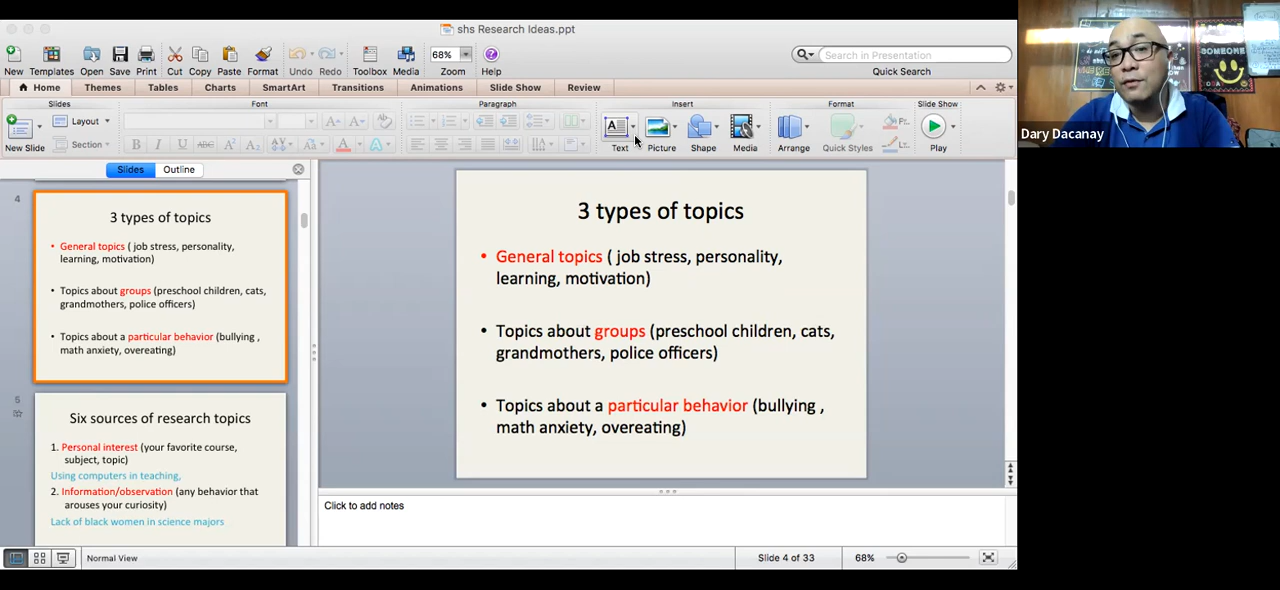 shs Research Ideas.ppt
New Templates Open Save Print Cut Copy Paste Format Undo Redo Toolbox Media Zoom Help
68%
Search in Presentation
Quick Search
Home Themes Tables Charts SmartArt Transitions Animations Slide Show Review
Slides Font Paragraph Insert Format Slide Show
New Slide Layout Section
B I U ABC A² A₂
Text Picture Shape Media Arrange Quick Styles Play
Slides Outline
4
3 types of topics
• General topics ( job stress, personality,
learning, motivation)
• Topics about groups (preschool children, cats,
grandmothers, police officers)
• Topics about a particular behavior (bullying ,
math anxiety, overeating)
5
Six sources of research topics
1. Personal interest (your favorite course,
subject, topic)
Using computers in teaching,
2. Information/observation (any behavior that
arouses your curiosity)
Lack of black women in science majors
3 types of topics
• General topics ( job stress, personality,
learning, motivation)
• Topics about groups (preschool children, cats,
grandmothers, police officers)
• Topics about a particular behavior (bullying ,
math anxiety, overeating)
Click to add notes
Normal View
Slide 4 of 33
68%
SOMEONE
Dary Dacanay